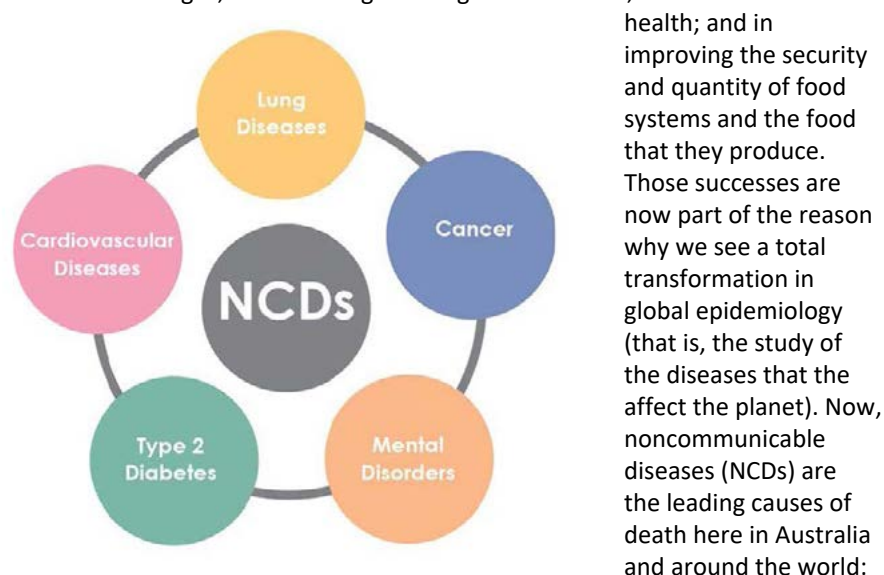 health; and in
improving the security
and quantity of food
systems and the food
that they produce.
Those successes are
now part of the reason
why we see a total
transformation in
global epidemiology
(that is, the study of
the diseases that the
affect the planet). Now,
noncommunicable
diseases (NCDs) are
the leading causes of
death here in Australia
and around the world:
Lung
Diseases
Cancer
Cardiovascular
Diseases
NCDs
Type 2
Diabetes
Mental
Disorders